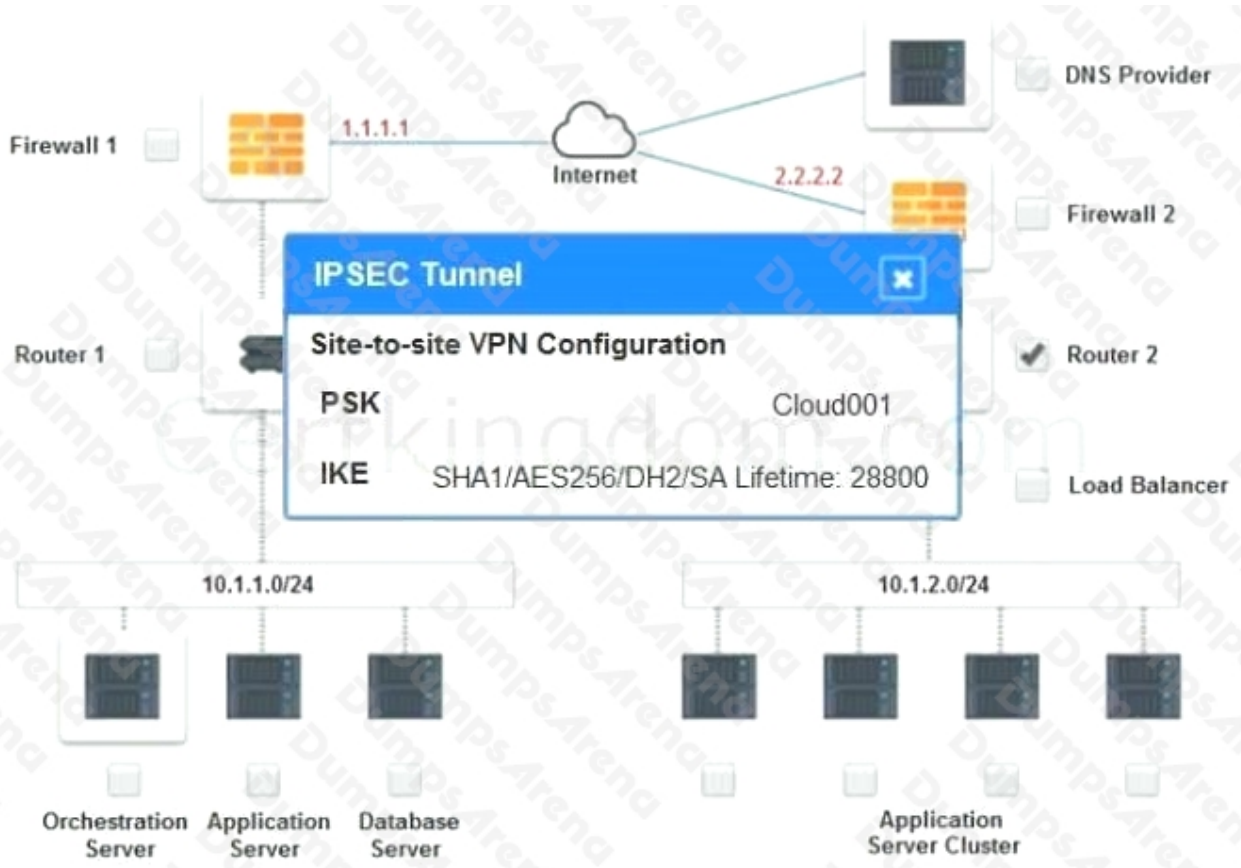 DNS Provider
Firewall 1
1.1.1.1
Internet
2.2.2.2
Firewall 2
IPSEC Tunnel
Site-to-site VPN Configuration
Router 1
Router 2
PSK Cloud001
IKE SHA1/AES256/DH2/SA Lifetime: 28800
Load Balancer
10.1.1.0/24
10.1.2.0/24
Orchestration
Server
Application
Server
Database
Server
Application
Server Cluster
DumpsArena